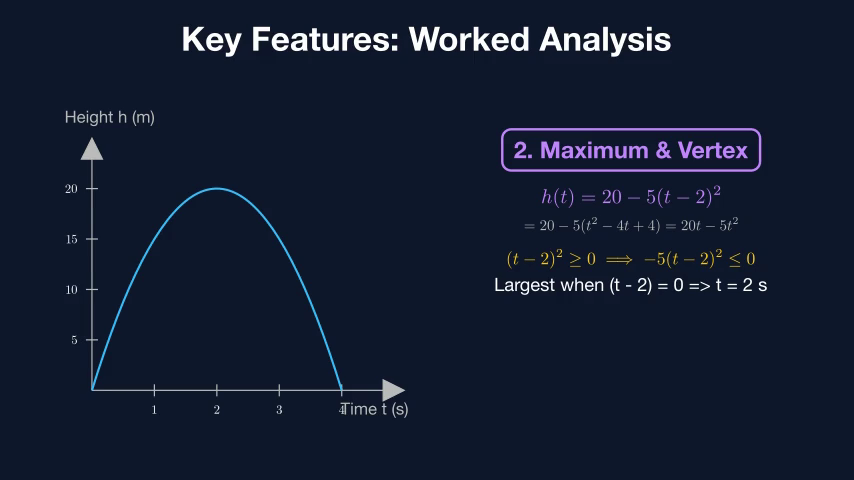 Key Features: Worked Analysis
Height h (m)
20
15
10
5
1 2 3 4
Time t (s)
2. Maximum & Vertex
h(t) = 20 − 5(t − 2)²
= 20 − 5(t² − 4t + 4) = 20t − 5t²
(t − 2)² ≥ 0 ⟹ −5(t − 2)² ≤ 0
Largest when (t - 2) = 0 => t = 2 s